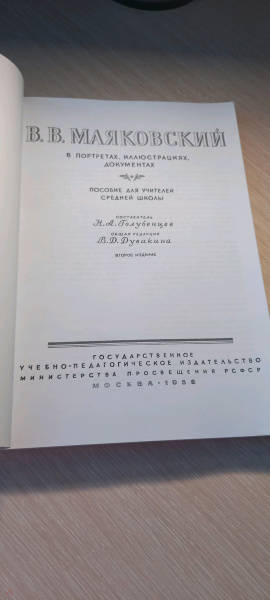 В. В. МАЯКОВСКИЙ
В ПОРТРЕТАХ, ИЛЛЮСТРАЦИЯХ,
ДОКУМЕНТАХ
ПОСОБИЕ ДЛЯ УЧИТЕЛЕЙ
СРЕДНЕЙ ШКОЛЫ
СОСТАВИТЕЛЬ
Н. А. Голубенцев
ОБЩАЯ РЕДАКЦИЯ
В. Д. Дувакина
ВТОРОЕ ИЗДАНИЕ
ГОСУДАРСТВЕННОЕ
УЧЕБНО-ПЕДАГОГИЧЕСКОЕ ИЗДАТЕЛЬСТВО
МИНИСТЕРСТВА ПРОСВЕЩЕНИЯ РСФСР
МОСКВА · 1958